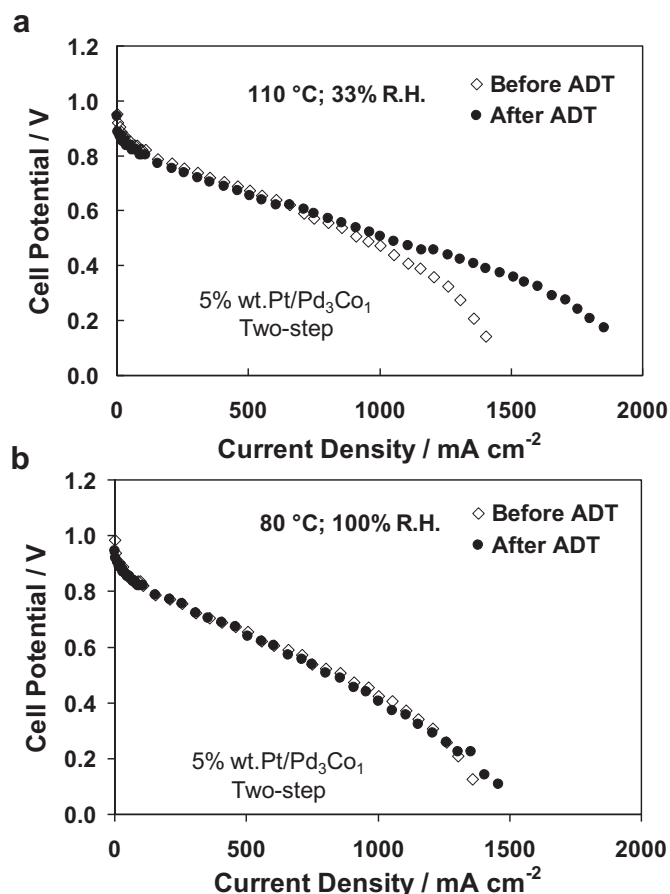 a
1.2
110 °C; 33% R.H.
◇ Before ADT
● After ADT
1.0
0.8
0.6
0.4
0.2
0.0
Cell Potential / V
5% wt.Pt/Pd₃Co₁
Two-step
0 500 1000 1500 2000
Current Density / mA cm⁻²
b
1.2
80 °C; 100% R.H.
◇ Before ADT
● After ADT
1.0
0.8
0.6
0.4
0.2
0.0
Cell Potential / V
5% wt.Pt/Pd₃Co₁
Two-step
0 500 1000 1500 2000
Current Density / mA cm⁻²